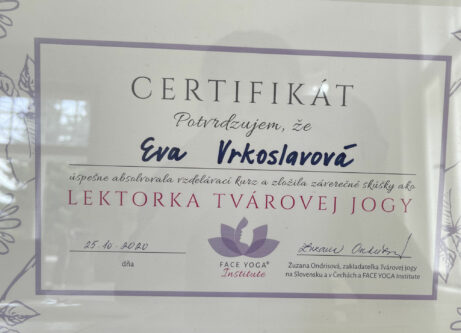 CERTIFIKÁT
Potvrdzujem, že
Eva Vrkoslavová
úspešne absolvovala vzdelávací kurz a zložila záverečné skúšky ako
LEKTORKA TVÁROVEJ JOGY
25. 10. 2020
dňa
FACE YOGA®
Institute
Zuzana Ondrisová, zakladateľka Tvárovej jogy
na Slovensku a v Čechách a FACE YOGA Institute